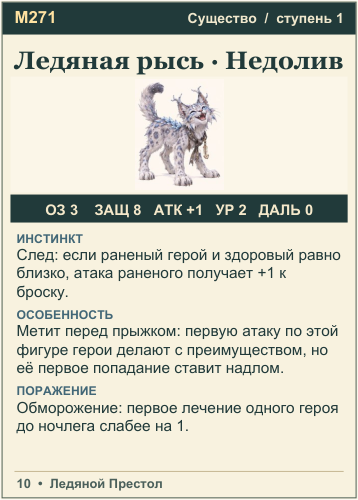 M271
Существо / ступень 1
Ледяная рысь · Недолив
ОЗ 3 ЗАЩ 8 АТК +1 УР 2 ДАЛЬ 0
ИНСТИНКТ
След: если раненый герой и здоровый равно
близко, атака раненого получает +1 к
броску.
ОСОБЕННОСТЬ
Метит перед прыжком: первую атаку по этой
фигуре герои делают с преимуществом, но
её первое попадание ставит надлом.
ПОРАЖЕНИЕ
Обморожение: первое лечение одного героя
до ночлега слабее на 1.
10 • Ледяной Престол